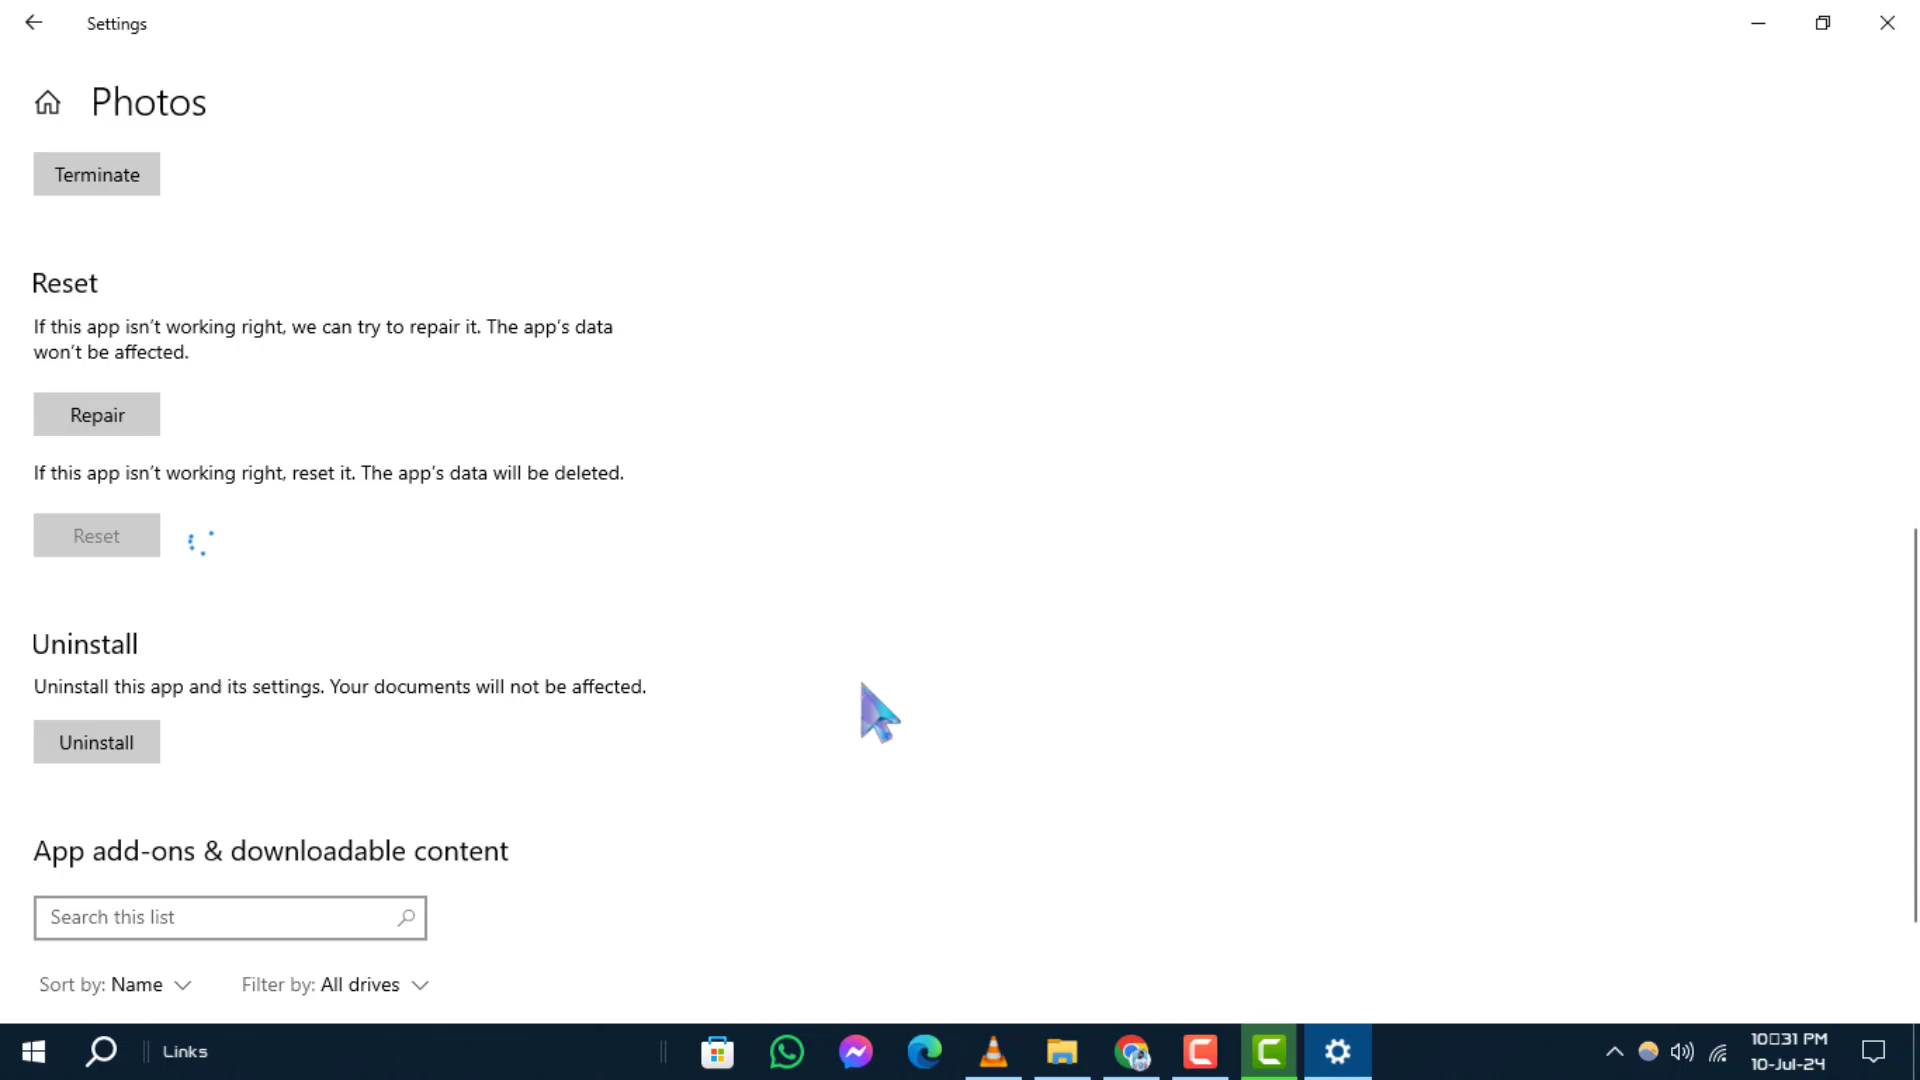 Settings
Photos
Terminate
Reset
If this app isn't working right, we can try to repair it. The app's data
won't be affected.
Repair
If this app isn't working right, reset it. The app's data will be deleted.
Reset
Uninstall
Uninstall this app and its settings. Your documents will not be affected.
Uninstall
App add-ons & downloadable content
Search this list
Sort by: Name Filter by: All drives
Links
10□31 PM
10-Jul-24